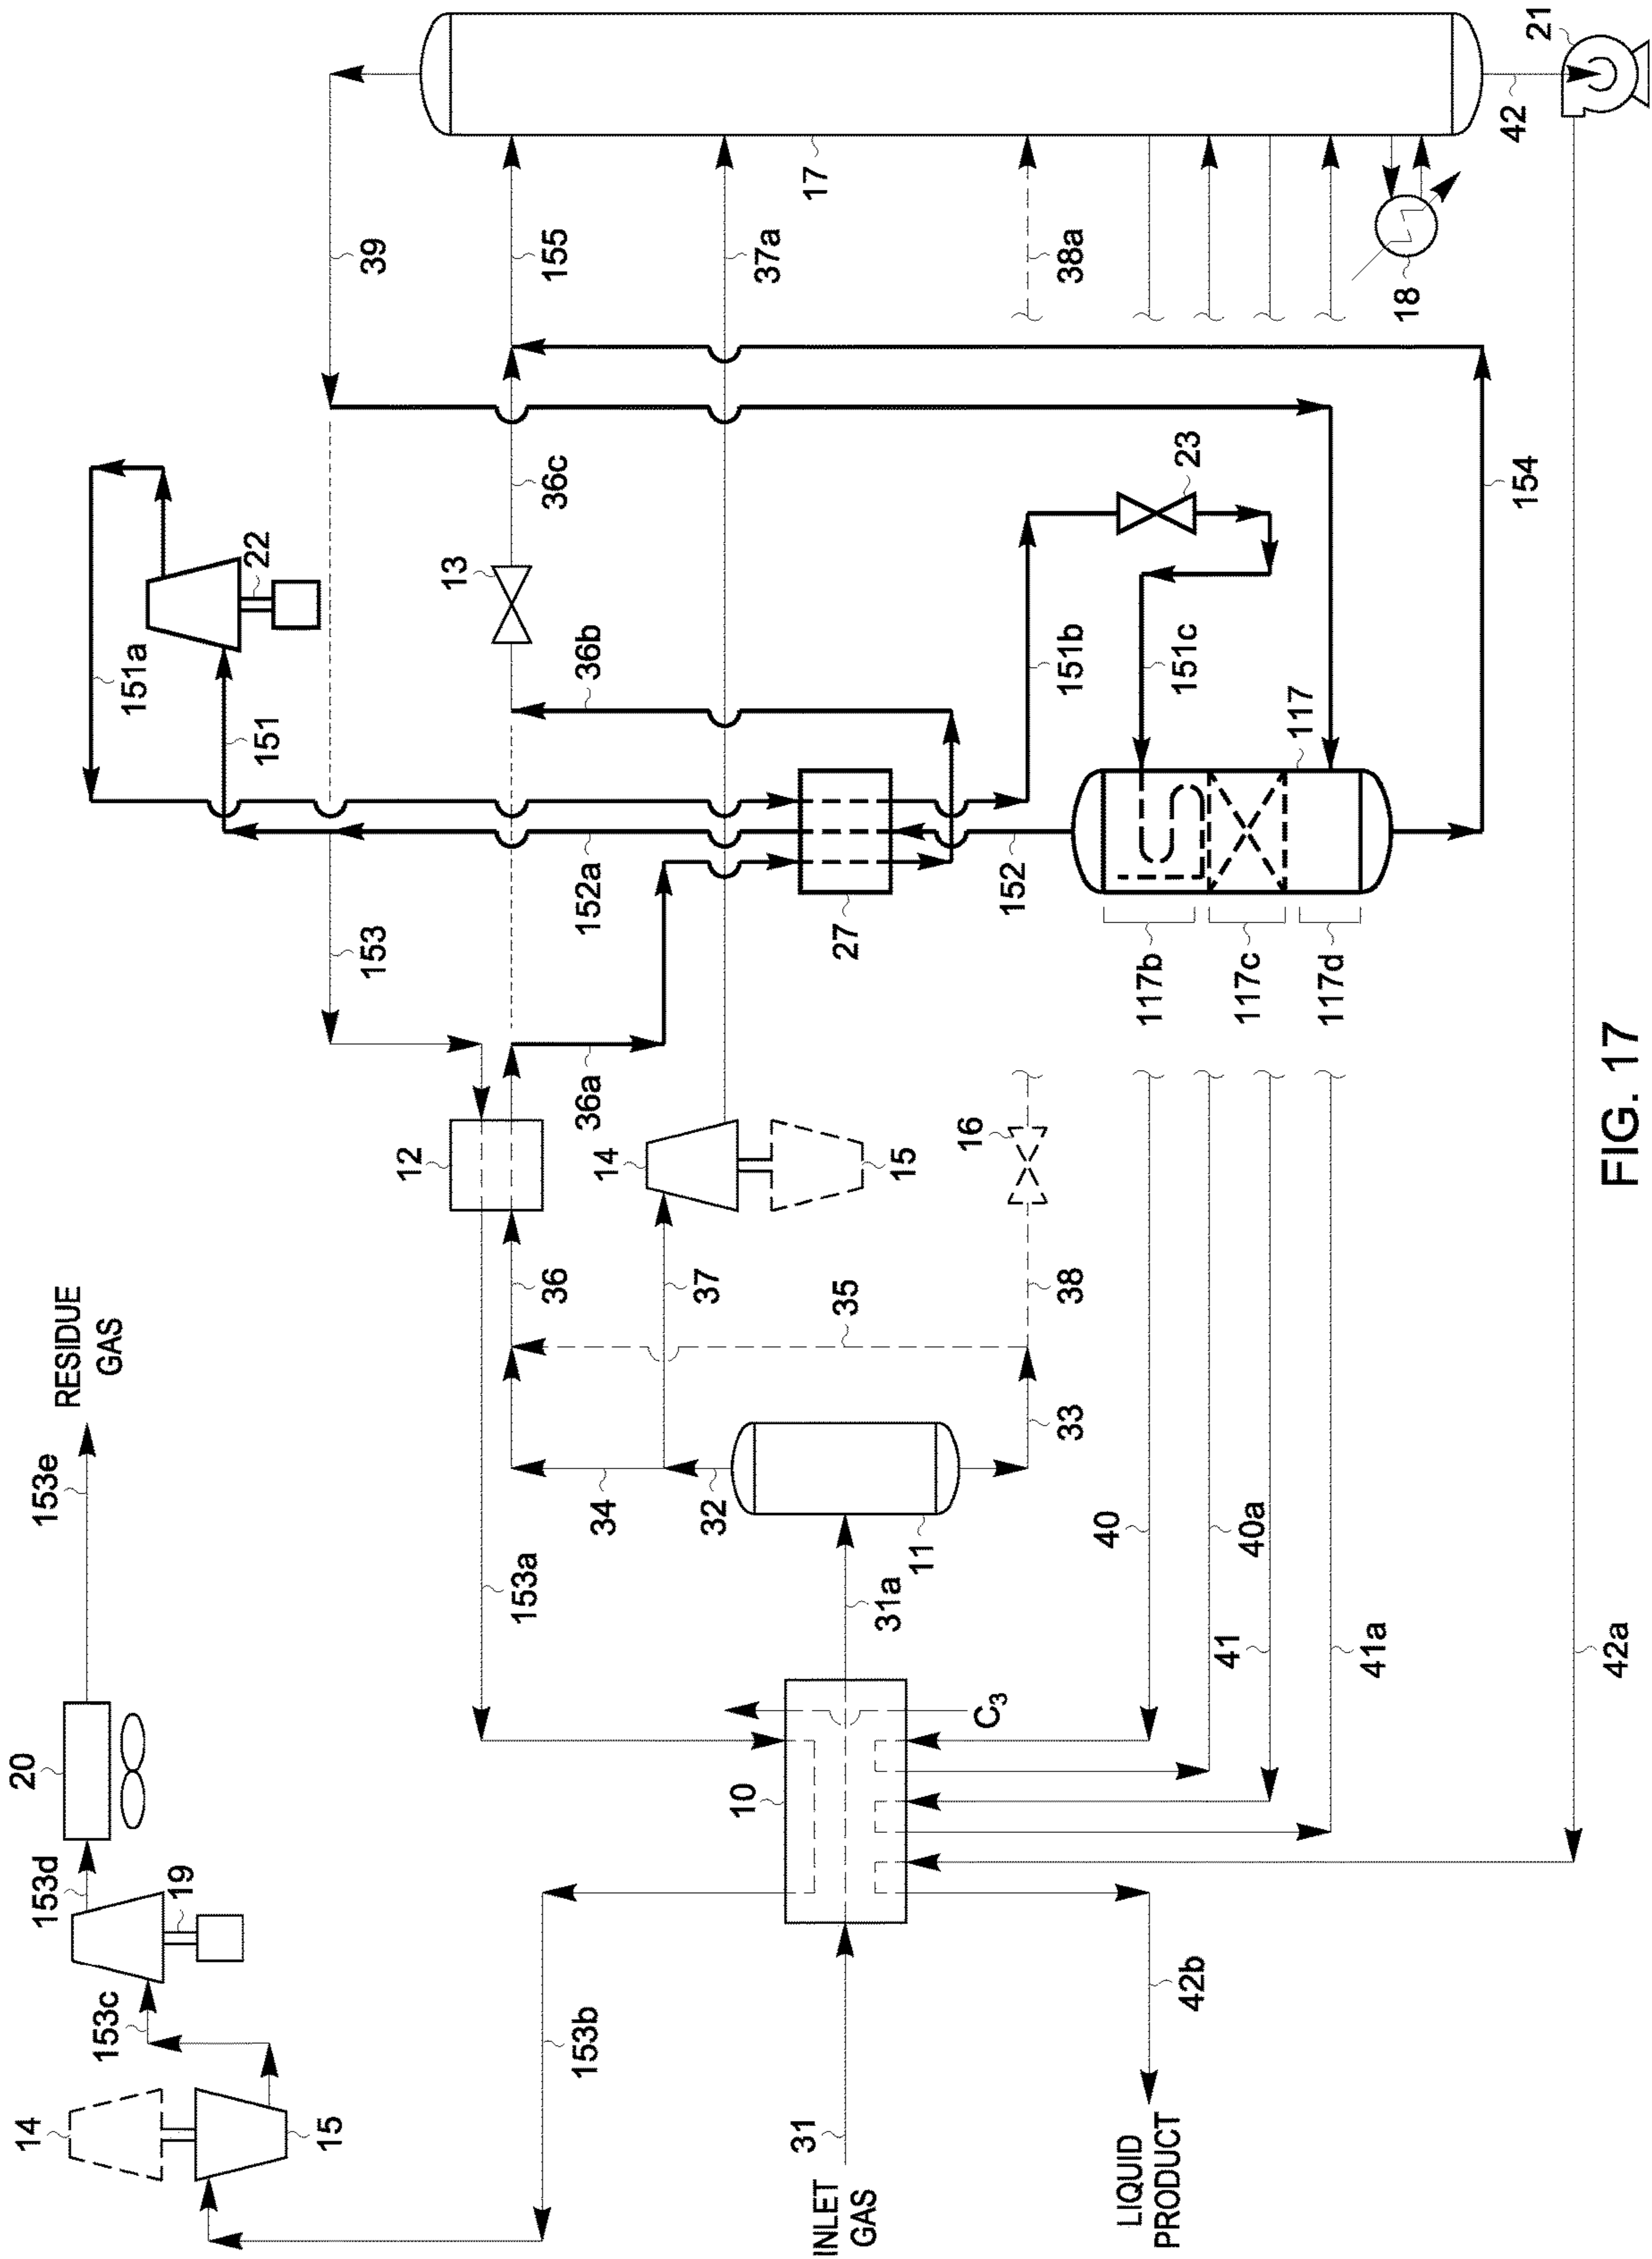 RESIDUE
GAS
153e
20
153d
19
153c
14
15
153b
153a
12
153
39
151a
22
151
152a
36
36a
36b
13
36c
155
34
37
14
15
37a
17
32
35
11
33
38
16
38a
27
152
151b
23
151c
117
117b
117c
117d
154
18
42
21
INLET
GAS
31
10
31a
C3
40
40a
41
41a
42a
42b
LIQUID
PRODUCT
FIG. 17